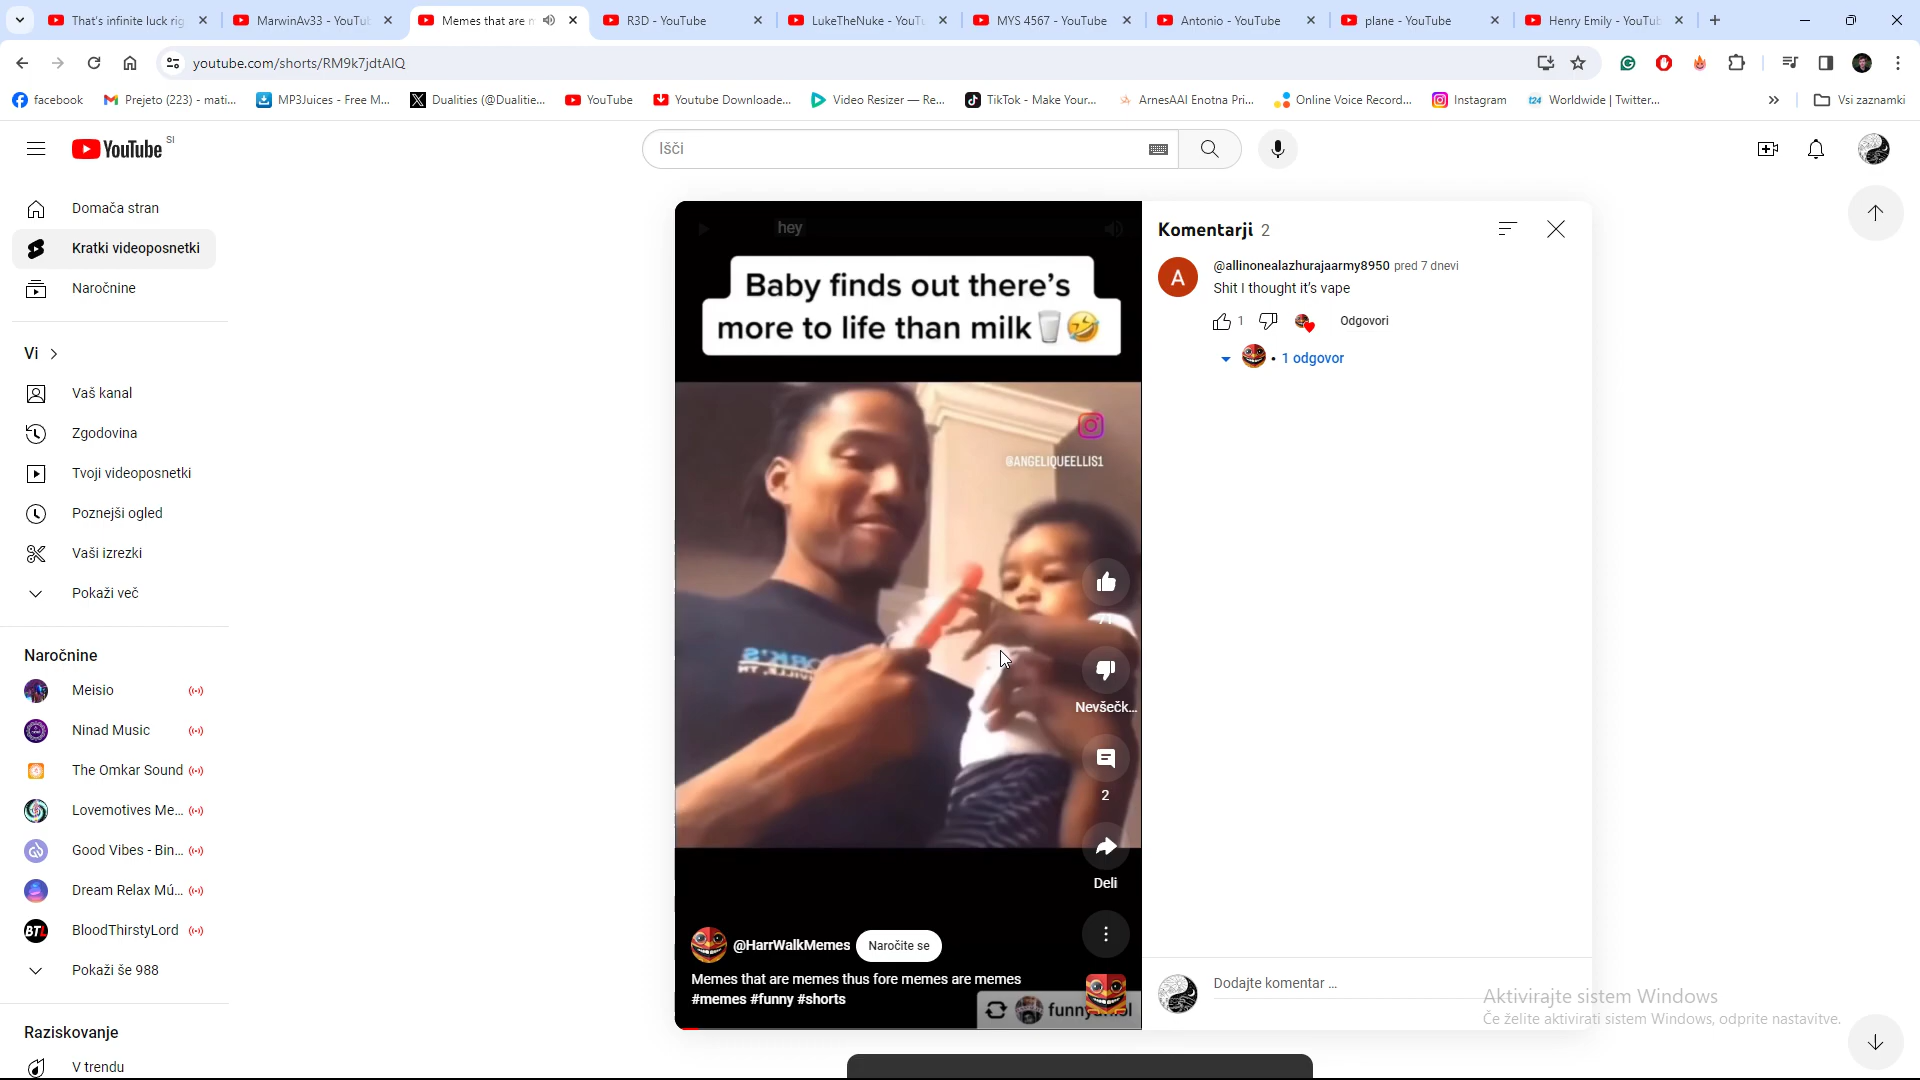 That's infinite luck rig
MarwinAv33 - YouTub
Memes that are m
R3D - YouTube
LukeTheNuke - YouTu
MYS 4567 - YouTube
Antonio - YouTube
plane - YouTube
Henry Emily - YouTub
youtube.com/shorts/RM9k7jdtAlQ
facebook
Prejeto (223) - mati...
MP3Juices - Free M...
Dualities (@Dualitie...
YouTube
Youtube Downloade...
Video Resizer — Re...
TikTok - Make Your...
ArnesAAI Enotna Pri...
Online Voice Record...
Instagram
Worldwide | Twitter...
Vsi zaznamki
YouTube SI
Išči
Domača stran
Kratki videoposnetki
Naročnine
Vi
Vaš kanal
Zgodovina
Tvoji videoposnetki
Poznejši ogled
Vaši izrezki
Pokaži več
Naročnine
Meisio
Ninad Music
The Omkar Sound
Lovemotives Me...
Good Vibes - Bin...
Dream Relax Mú...
BloodThirstyLord
Pokaži še 988
Raziskovanje
V trendu
hey
Baby finds out there's
more to life than milk
@ANGELIQUEELLIS1
71
Nevšečk...
2
Deli
@HarrWalkMemes
Naročite se
Memes that are memes thus fore memes are memes
#memes #funny #shorts
Komentarji 2
@allinonealazhurajaarmy8950 pred 7 dnevi
Shit I thought it's vape
1
Odgovori
• 1 odgovor
Dodajte komentar ...
Aktivirajte sistem Windows
Če želite aktivirati sistem Windows, odprite nastavitve.